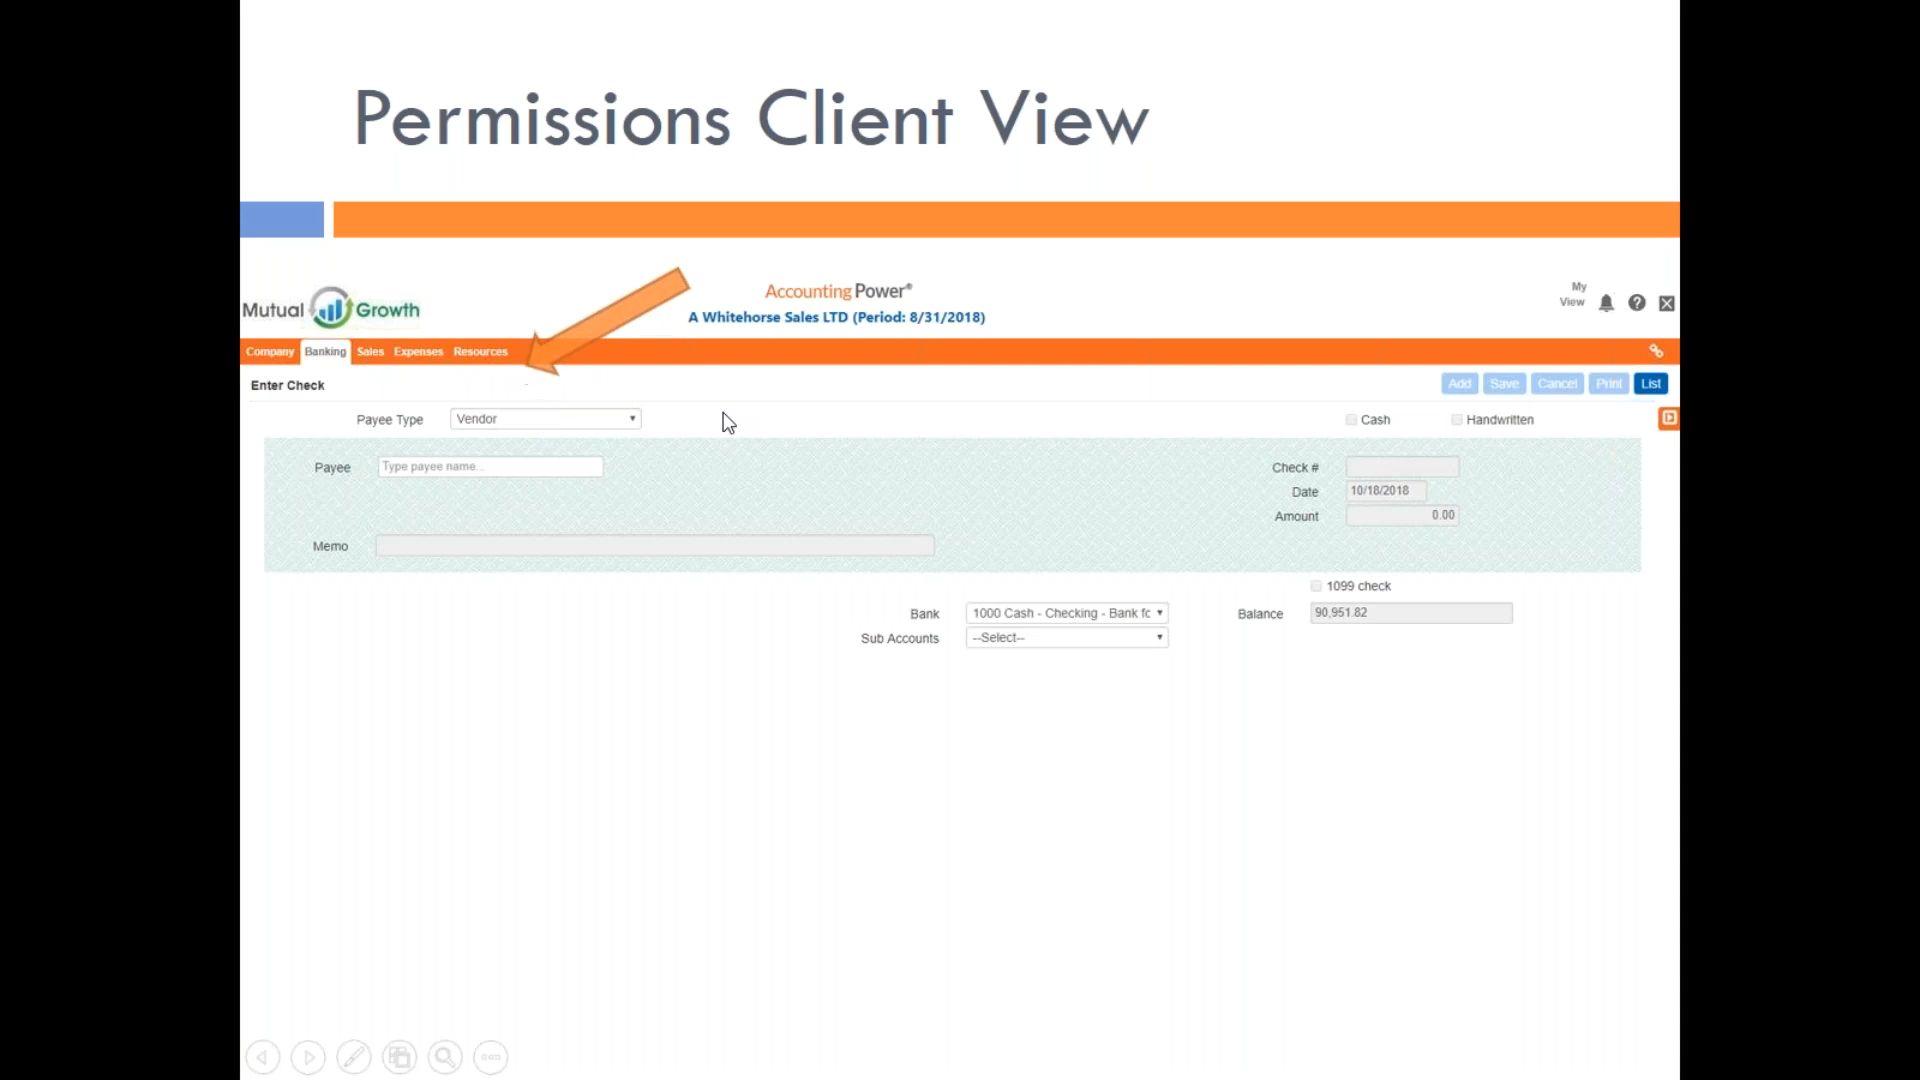 Permissions Client View
Mutual Growth
Accounting Power®
A Whitehorse Sales LTD (Period: 8/31/2018)
My View
Company Banking Sales Expenses Resources
Enter Check
Add Save Cancel Print List
Payee Type Vendor
Cash Handwritten
Payee Type payee name...
Check #
Date 10/18/2018
Amount 0.00
Memo
1099 check
Bank 1000 Cash - Checking - Bank fc
Balance 90,951.82
Sub Accounts --Select--